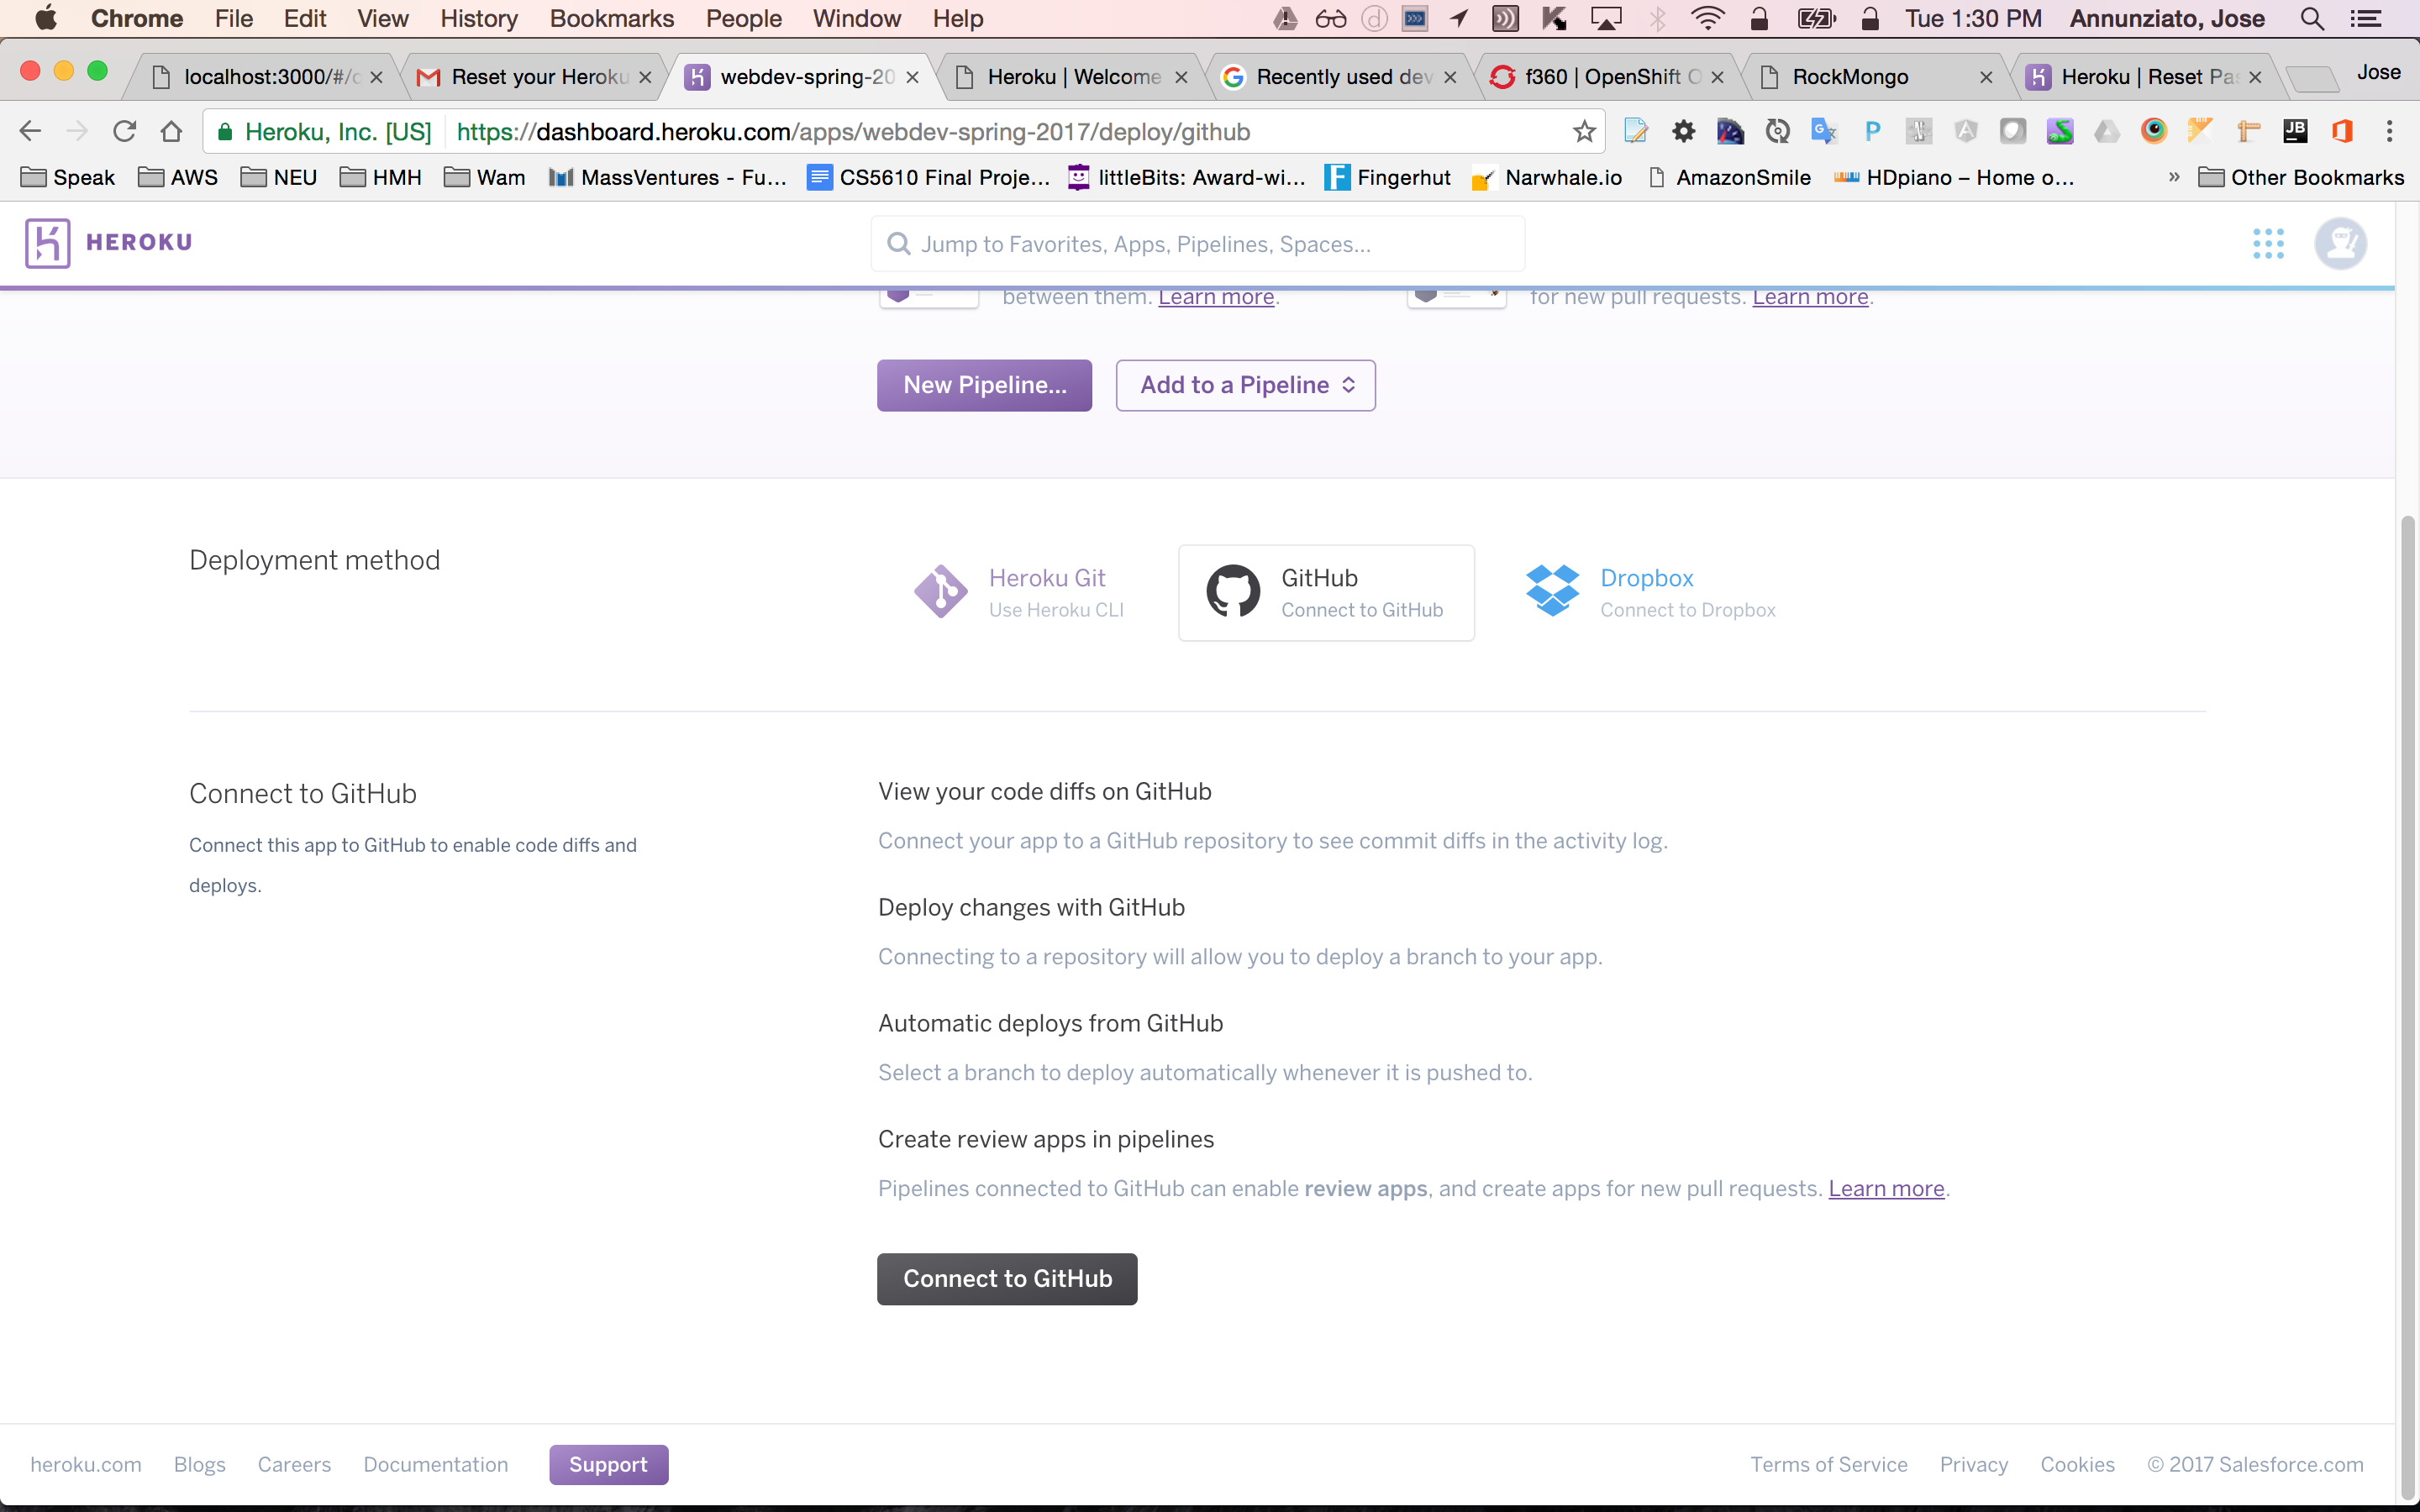 Chrome File Edit View History Bookmarks People Window Help Tue 1:30 PM Annunziato, Jose
localhost:3000/#/ Reset your Heroku webdev-spring-20 Heroku | Welcome Recently used dev f360 | OpenShift O RockMongo Heroku | Reset Pas Jose
Heroku, Inc. [US] https://dashboard.heroku.com/apps/webdev-spring-2017/deploy/github
Speak AWS NEU HMH Wam MassVentures - Fu... CS5610 Final Proje... littleBits: Award-wi... Fingerhut Narwhale.io AmazonSmile HDpiano – Home o... » Other Bookmarks
HEROKU Jump to Favorites, Apps, Pipelines, Spaces...
between them. Learn more. for new pull requests. Learn more.
New Pipeline... Add to a Pipeline
Deployment method
Heroku Git
Use Heroku CLI
GitHub
Connect to GitHub
Dropbox
Connect to Dropbox
Connect to GitHub
Connect this app to GitHub to enable code diffs and
deploys.
View your code diffs on GitHub
Connect your app to a GitHub repository to see commit diffs in the activity log.
Deploy changes with GitHub
Connecting to a repository will allow you to deploy a branch to your app.
Automatic deploys from GitHub
Select a branch to deploy automatically whenever it is pushed to.
Create review apps in pipelines
Pipelines connected to GitHub can enable review apps, and create apps for new pull requests. Learn more.
Connect to GitHub
heroku.com Blogs Careers Documentation Support Terms of Service Privacy Cookies © 2017 Salesforce.com